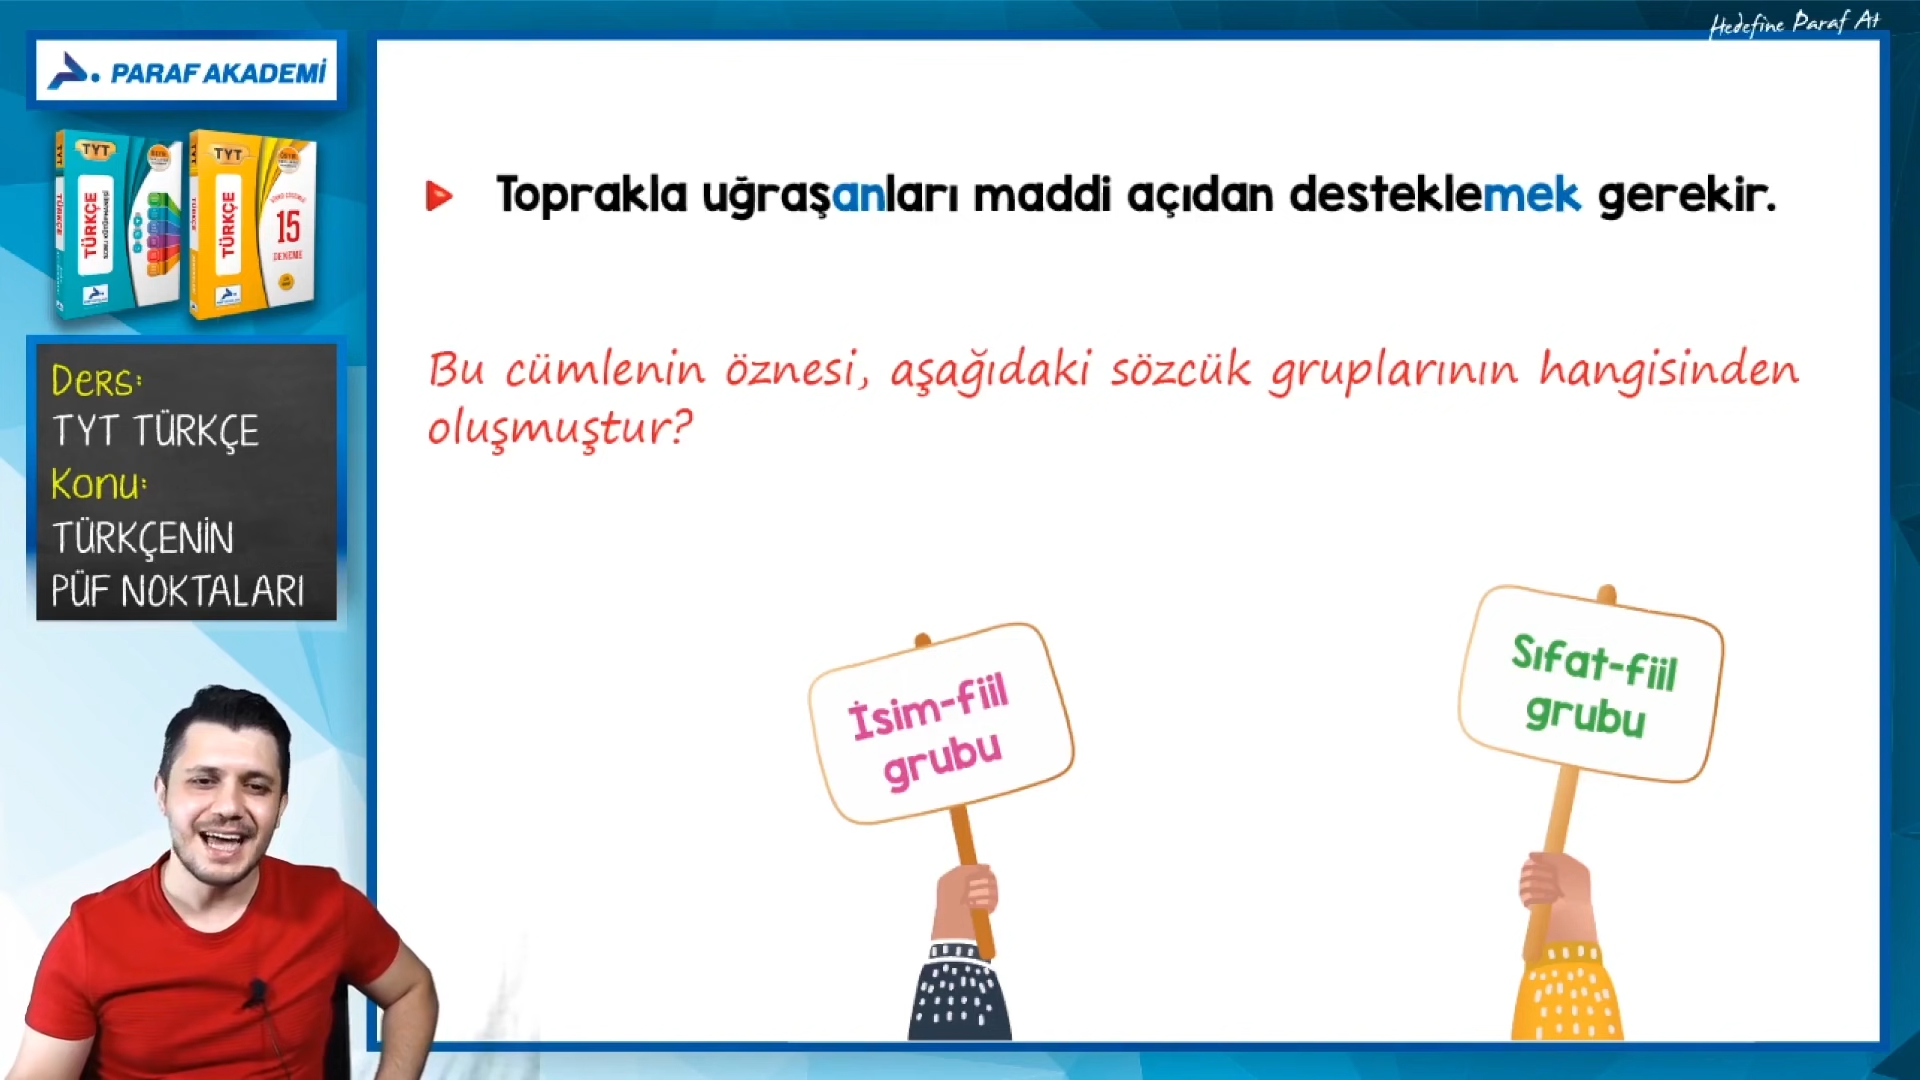 Hedefine Paraf At
PARAF AKADEMİ
TYT
TYT
TÜRKÇE
TYT
TÜRKÇE
15
DENEME
TÜRKÇE
Toprakla uğraşanları maddi açıdan desteklemek gerekir.
Bu cümlenin öznesi, aşağıdaki sözcük gruplarının hangisinden
oluşmuştur?
Ders:
TYT TÜRKÇE
Konu:
TÜRKÇENİN
PÜF NOKTALARI
İsim-fiil
grubu
Sıfat-fiil
grubu